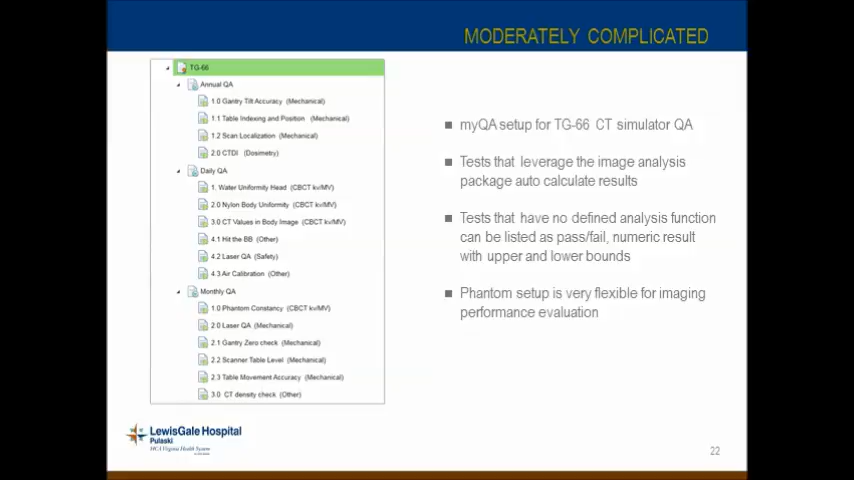 MODERATELY COMPLICATED
TG-66
Annual QA
1.0 Gantry Tilt Accuracy (Mechanical)
1.1 Table Indexing and Position (Mechanical)
1.2 Scan Localization (Mechanical)
2.0 CTDI (Dosimetry)
Daily QA
1. Water Uniformity Head (CBCT kv/MV)
2.0 Nylon Body Uniformity (CBCT kv/MV)
3.0 CT Values in Body Image (CBCT kv/MV)
4.1 Hit the BB (Other)
4.2 Laser QA (Safety)
4.3 Air Calibration (Other)
Monthly QA
1.0 Phantom Constancy (CBCT kv/MV)
2.0 Laser QA (Mechanical)
2.1 Gantry Zero check (Mechanical)
2.2 Scanner Table Level (Mechanical)
2.3 Table Movement Accuracy (Mechanical)
3.0 CT density check (Other)
myQA setup for TG-66 CT simulator QA
Tests that leverage the image analysis
package auto calculate results
Tests that have no defined analysis function
can be listed as pass/fail, numeric result
with upper and lower bounds
Phantom setup is very flexible for imaging
performance evaluation
LewisGale Hospital
Pulaski
HCA Virginia Health System
22